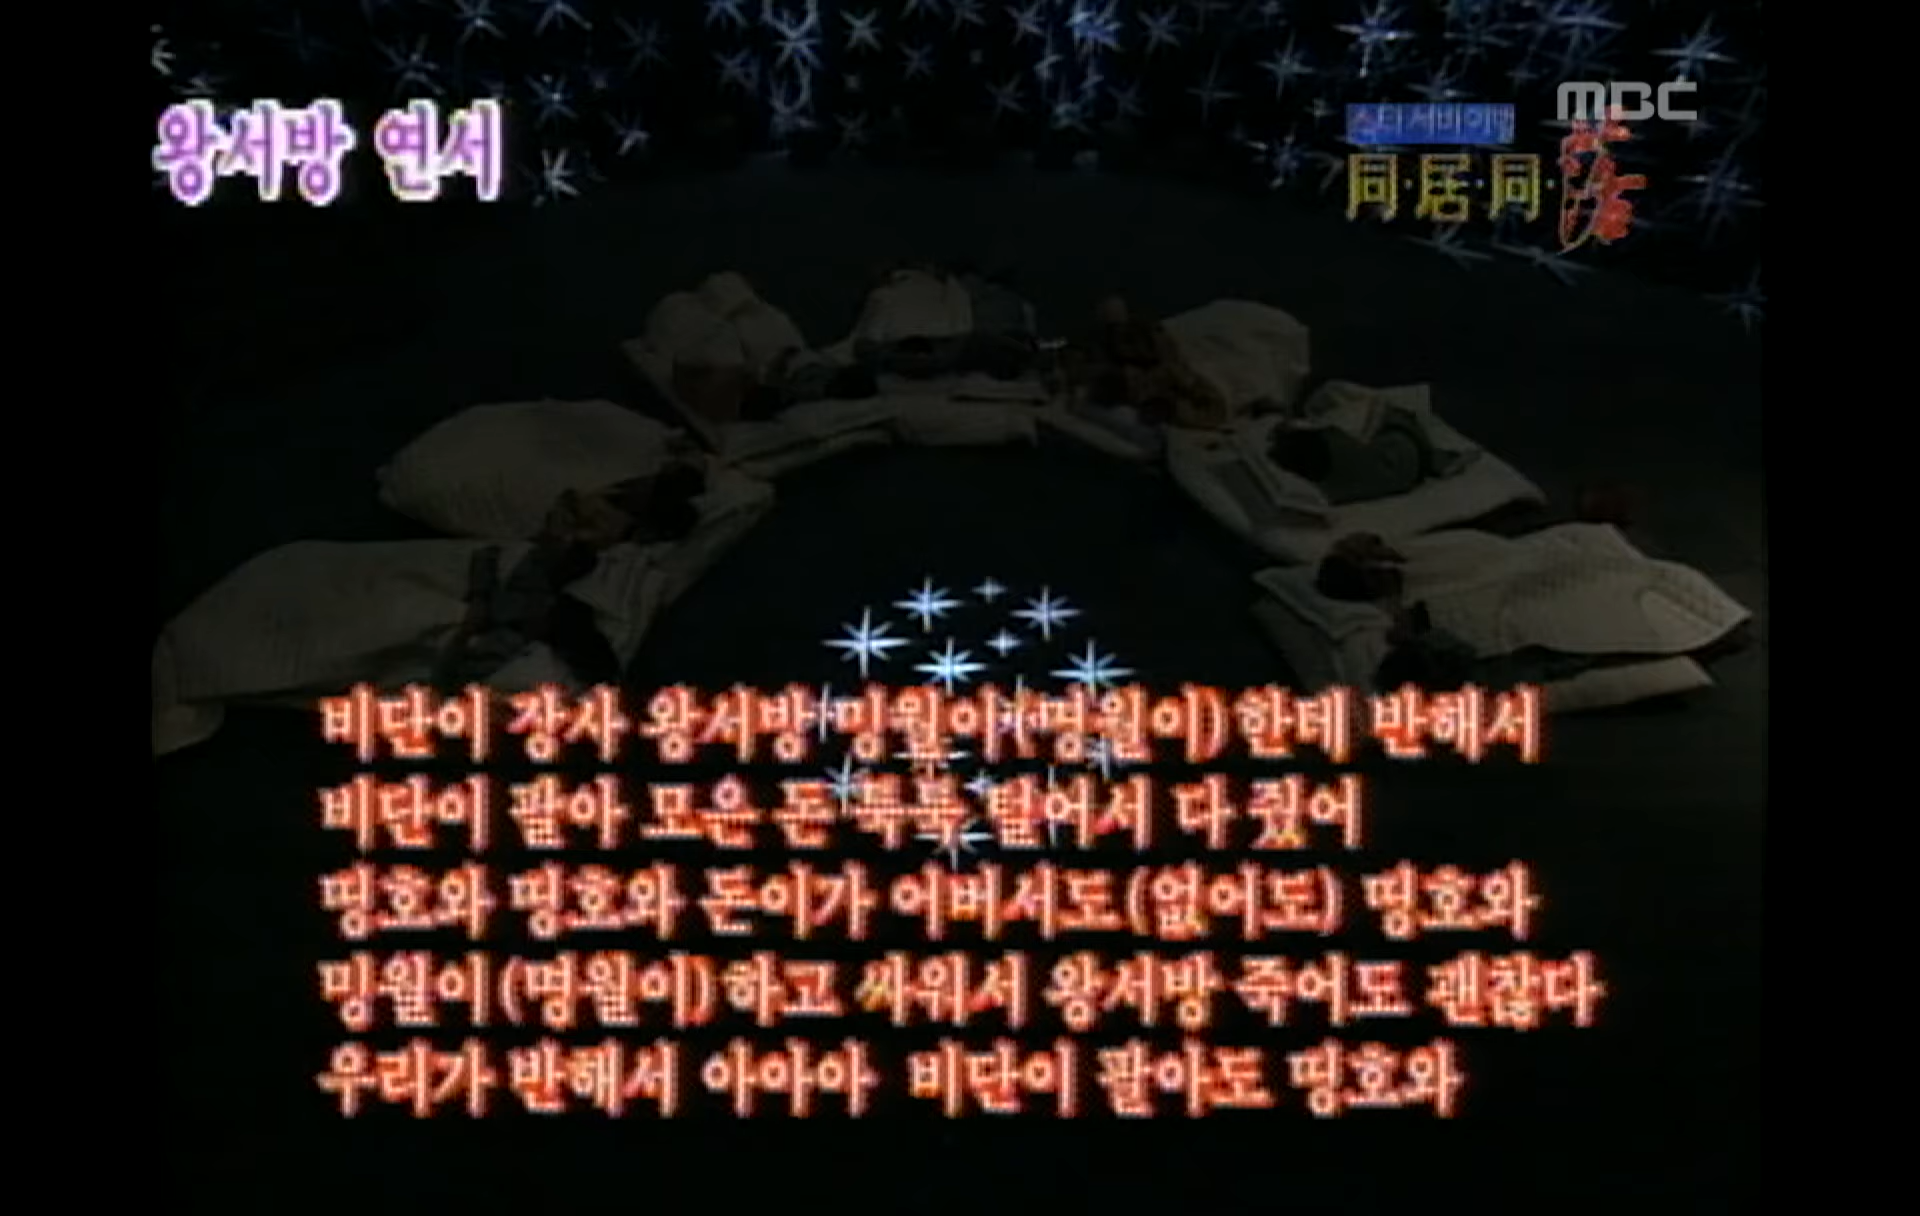 왕서방 연서
MBC
스타 서바이벌
同·居·同·落
비단이 장사 왕서방 밍월이(명월이)한테 반해서
비단이 팔아 모은 돈 툭툭 털어서 다 줬어
띵호와 띵호와 돈이가 어버서도(없어도) 띵호와
밍월이(명월이)하고 싸워서 왕서방 죽어도 괜찮다
우리가 반해서 아아아 비단이 팔아도 띵호와